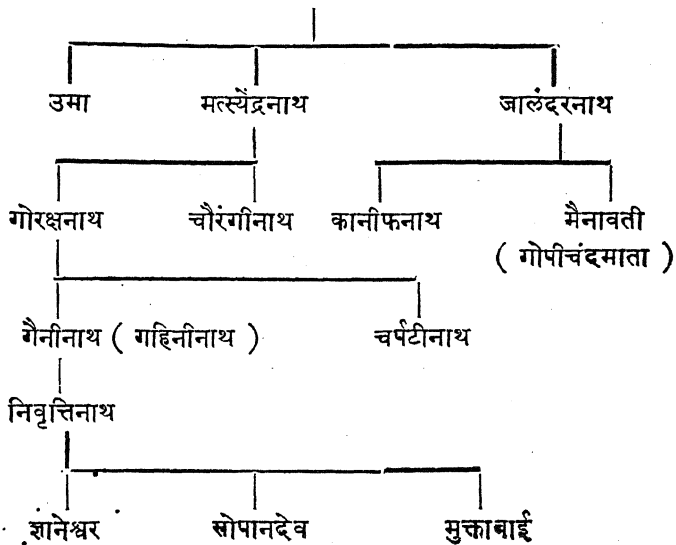 उमा मत्स्येंद्रनाथ जालंदरनाथ
गोरक्षनाथ चौरंगीनाथ कानीफनाथ मैनावती
( गोपीचंदमाता )
गैनीनाथ ( गहिनीनाथ ) चर्पटीनाथ
निवृत्तिनाथ
ज्ञानेश्वर सोपानदेव मुक्ताबाई